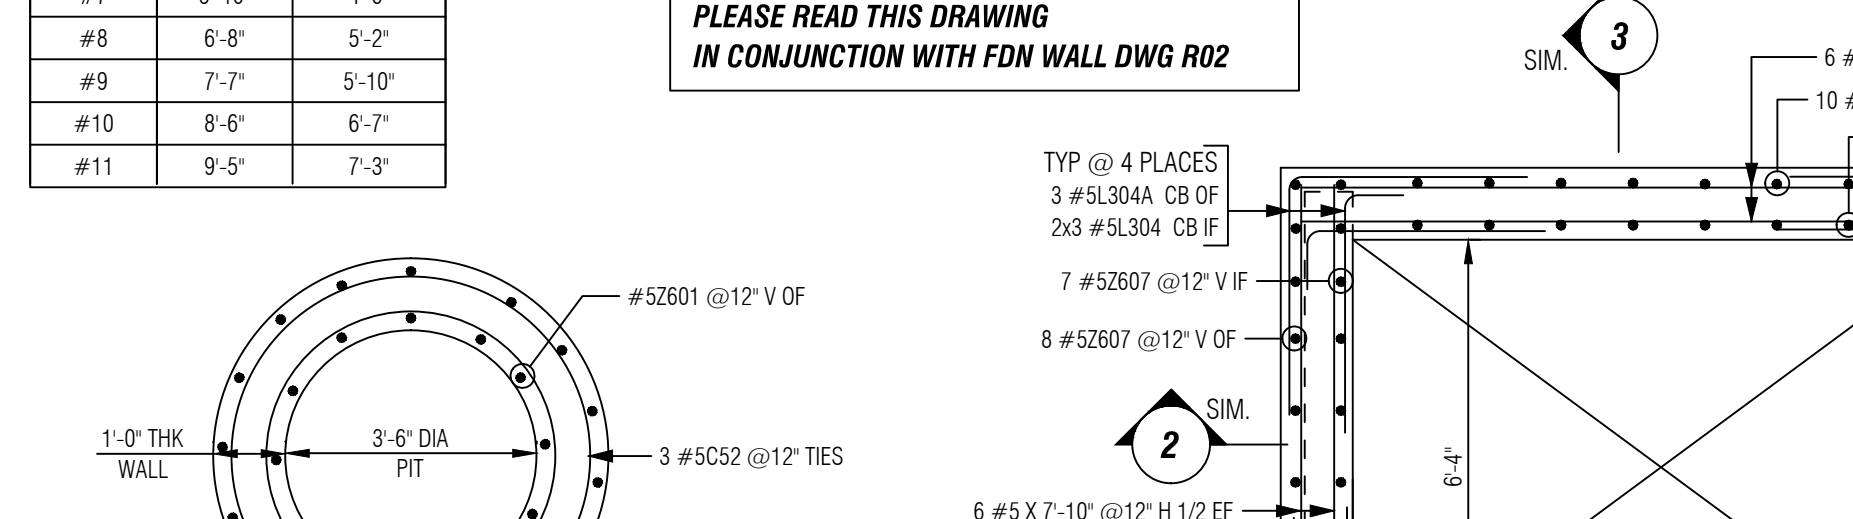 PLEASE READ THIS DRAWING
IN CONJUNCTION WITH FDN WALL DWG R02
#8 6'-8" 5'-2"
#9 7'-7" 5'-10"
#10 8'-6" 6'-7"
#11 9'-5" 7'-3"
3
SIM.
6 #
10 #
TYP @ 4 PLACES
3 #5L304A CB OF
2x3 #5L304 CB IF
7 #5Z607 @12" V IF
8 #5Z607 @12" V OF
SIM.
2
6'-4"
6 #5 X 7'-10" @12" H 1/2 EF
#5Z601 @12" V OF
1'-0" THK
WALL
3'-6" DIA
PIT
3 #5C52 @12" TIES